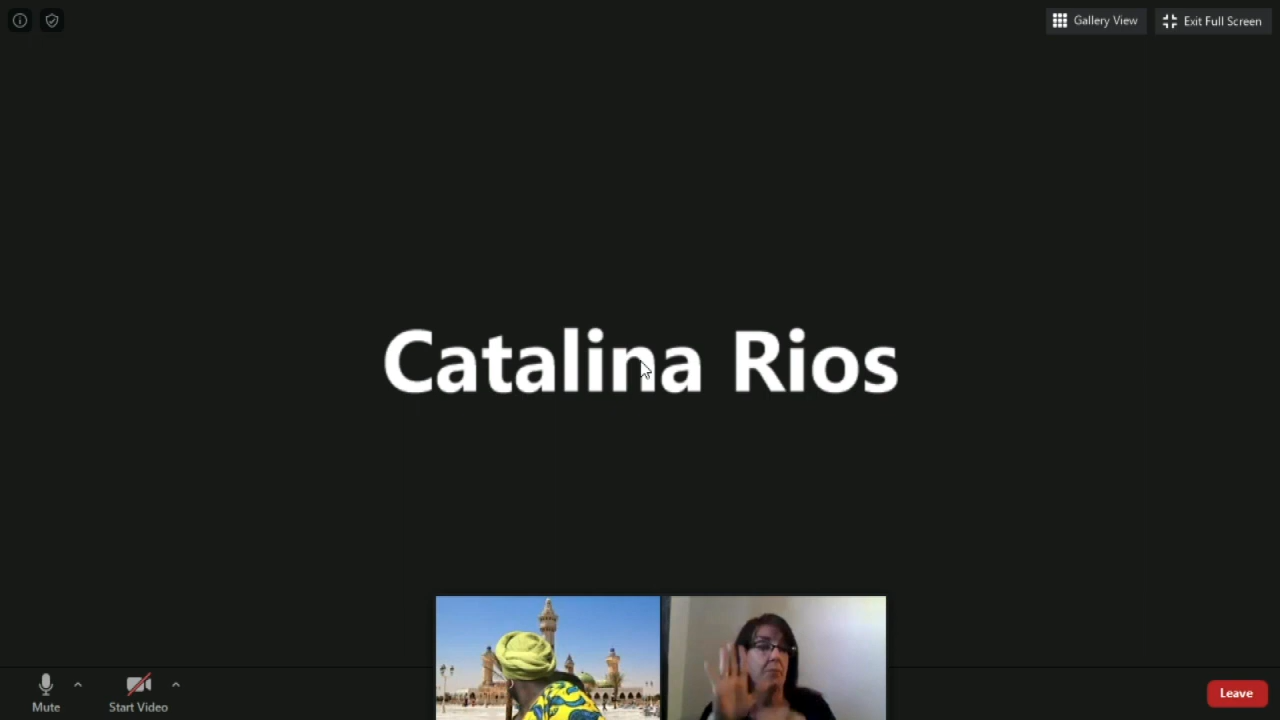 Gallery View
Exit Full Screen
Catalina Rios
Mute
Start Video
Leave